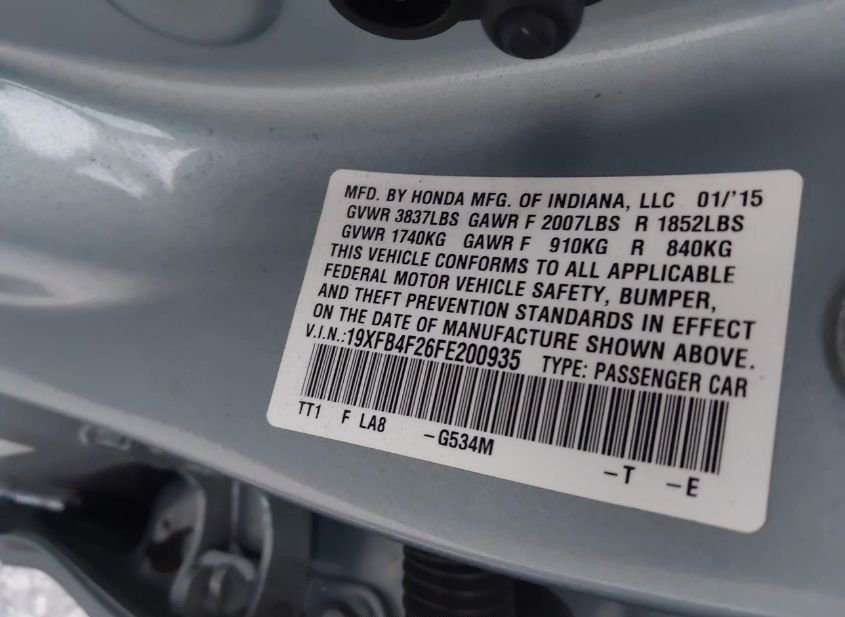 MFD. BY HONDA MFG. OF INDIANA, LLC 01/'15
GVWR 3837LBS GAWR F 2007LBS R 1852LBS
GVWR 1740KG GAWR F 910KG R 840KG
THIS VEHICLE CONFORMS TO ALL APPLICABLE
FEDERAL MOTOR VEHICLE SAFETY, BUMPER,
AND THEFT PREVENTION STANDARDS IN EFFECT
ON THE DATE OF MANUFACTURE SHOWN ABOVE.
V.I.N.:19XFB4F26FE200935 TYPE: PASSENGER CAR
TT1 F LA8 -G534M -T -E